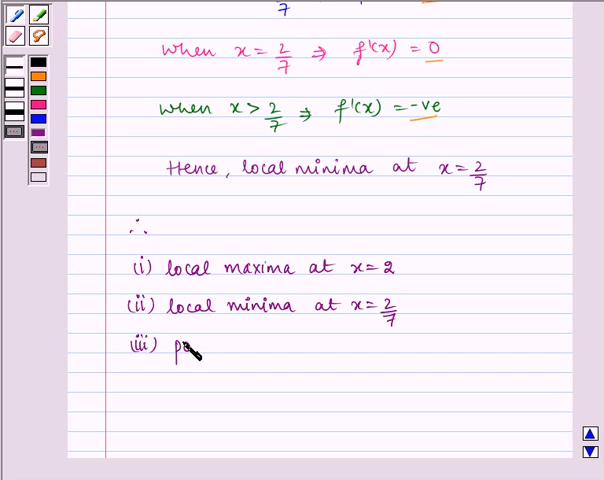 7
when x = 2/7 ⇒ f'(x) = 0
when x > 2/7 ⇒ f'(x) = -ve
Hence, local minima at x = 2/7
∴
(i) local maxima at x = 2
(ii) local minima at x = 2/7
(iii) po